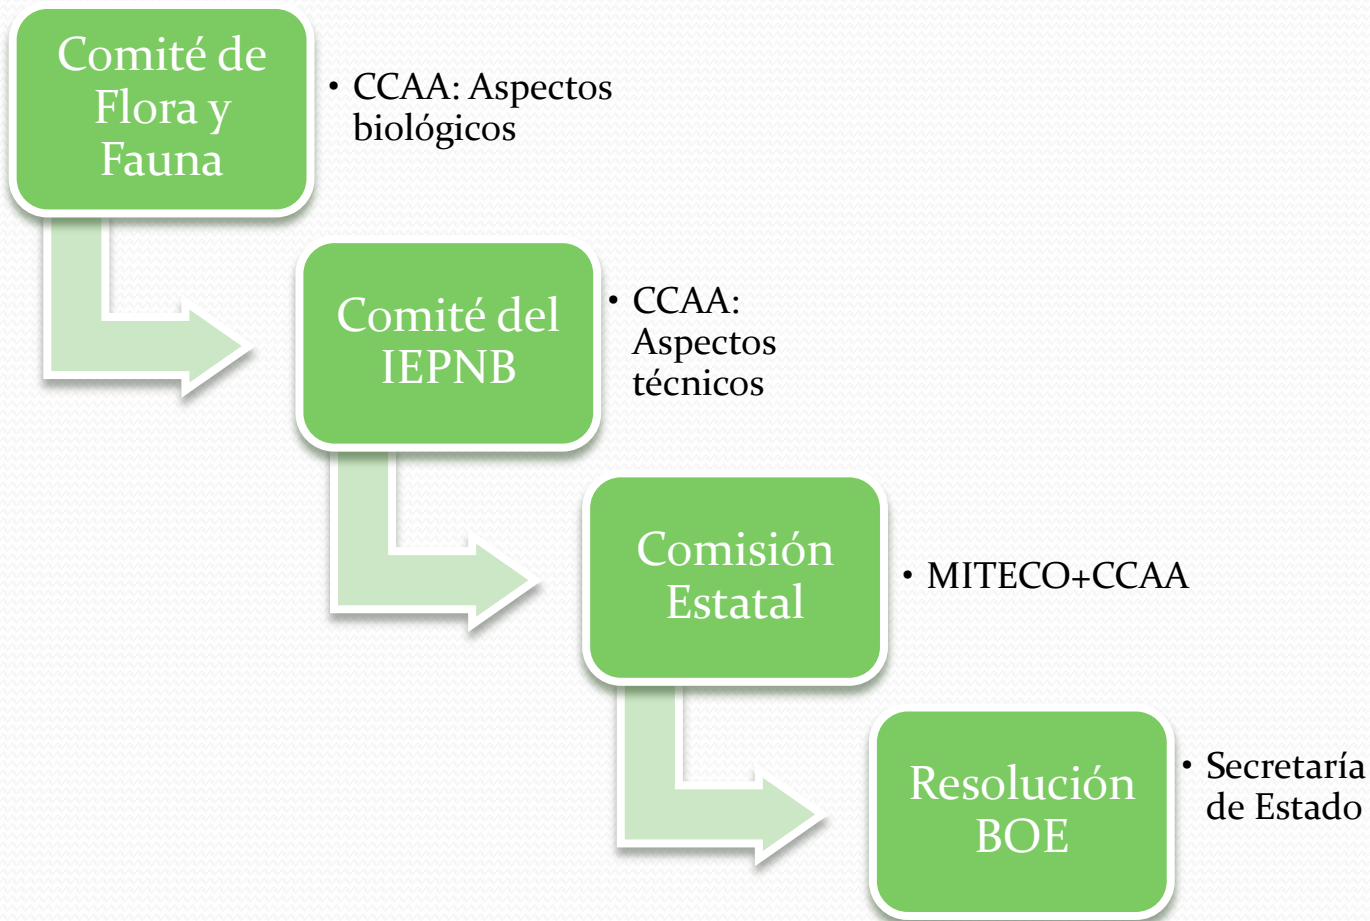 Comité de
Flora y
Fauna
• CCAA: Aspectos
biológicos
Comité del
IEPNB
• CCAA:
Aspectos
técnicos
Comisión
Estatal
• MITECO+CCAA
Resolución
BOE
• Secretaría
de Estado